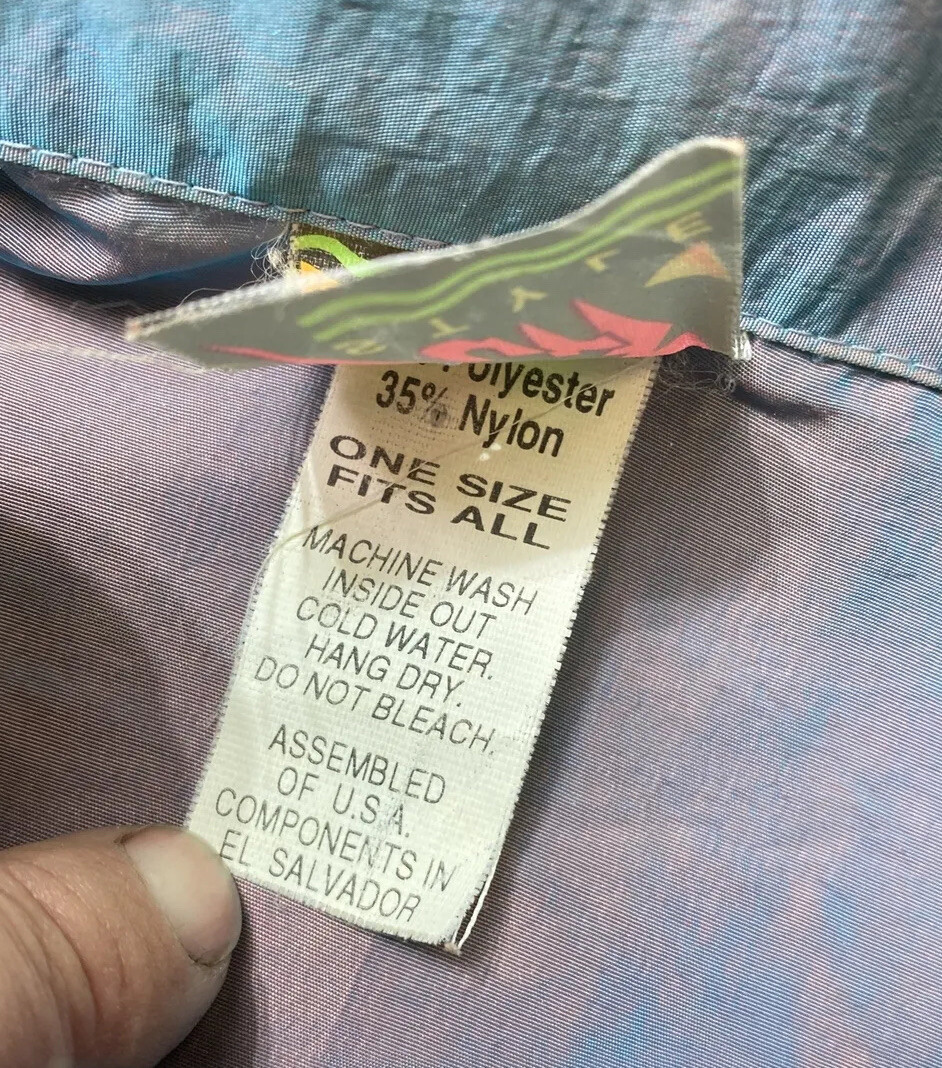 Polyester
35% Nylon
ONE SIZE
FITS ALL
MACHINE WASH
INSIDE OUT
COLD WATER.
HANG DRY.
DO NOT BLEACH.
ASSEMBLED
OF U.S.A.
COMPONENTS IN
EL SALVADOR